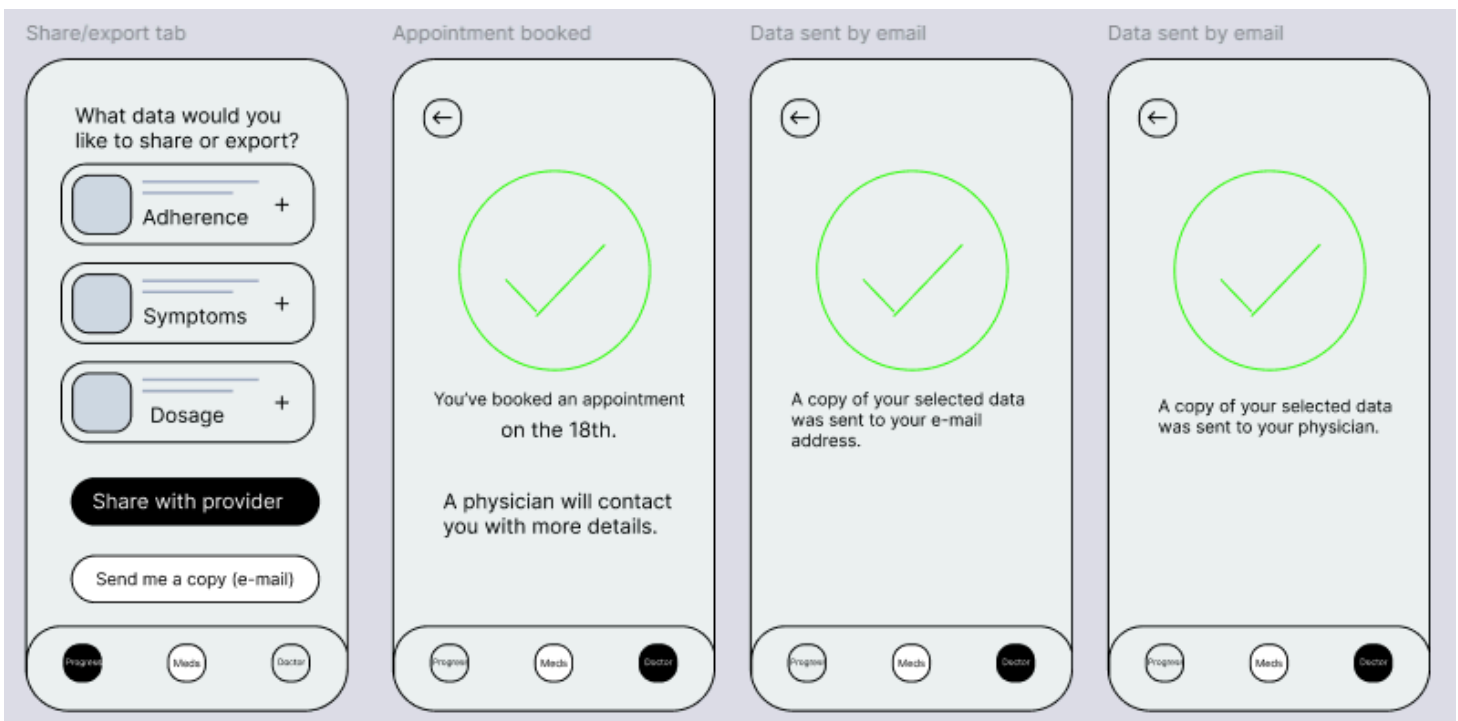 Share/export tab
What data would you
like to share or export?
Adherence
+
Symptoms
+
Dosage
+
Share with provider
Send me a copy (e-mail)
Progress
Meds
Doctor
Appointment booked
←
You've booked an appointment
on the 18th.
A physician will contact
you with more details.
Progress
Meds
Doctor
Data sent by email
←
A copy of your selected data
was sent to your e-mail
address.
Progress
Meds
Doctor
Data sent by email
←
A copy of your selected data
was sent to your physician.
Progress
Meds
Doctor